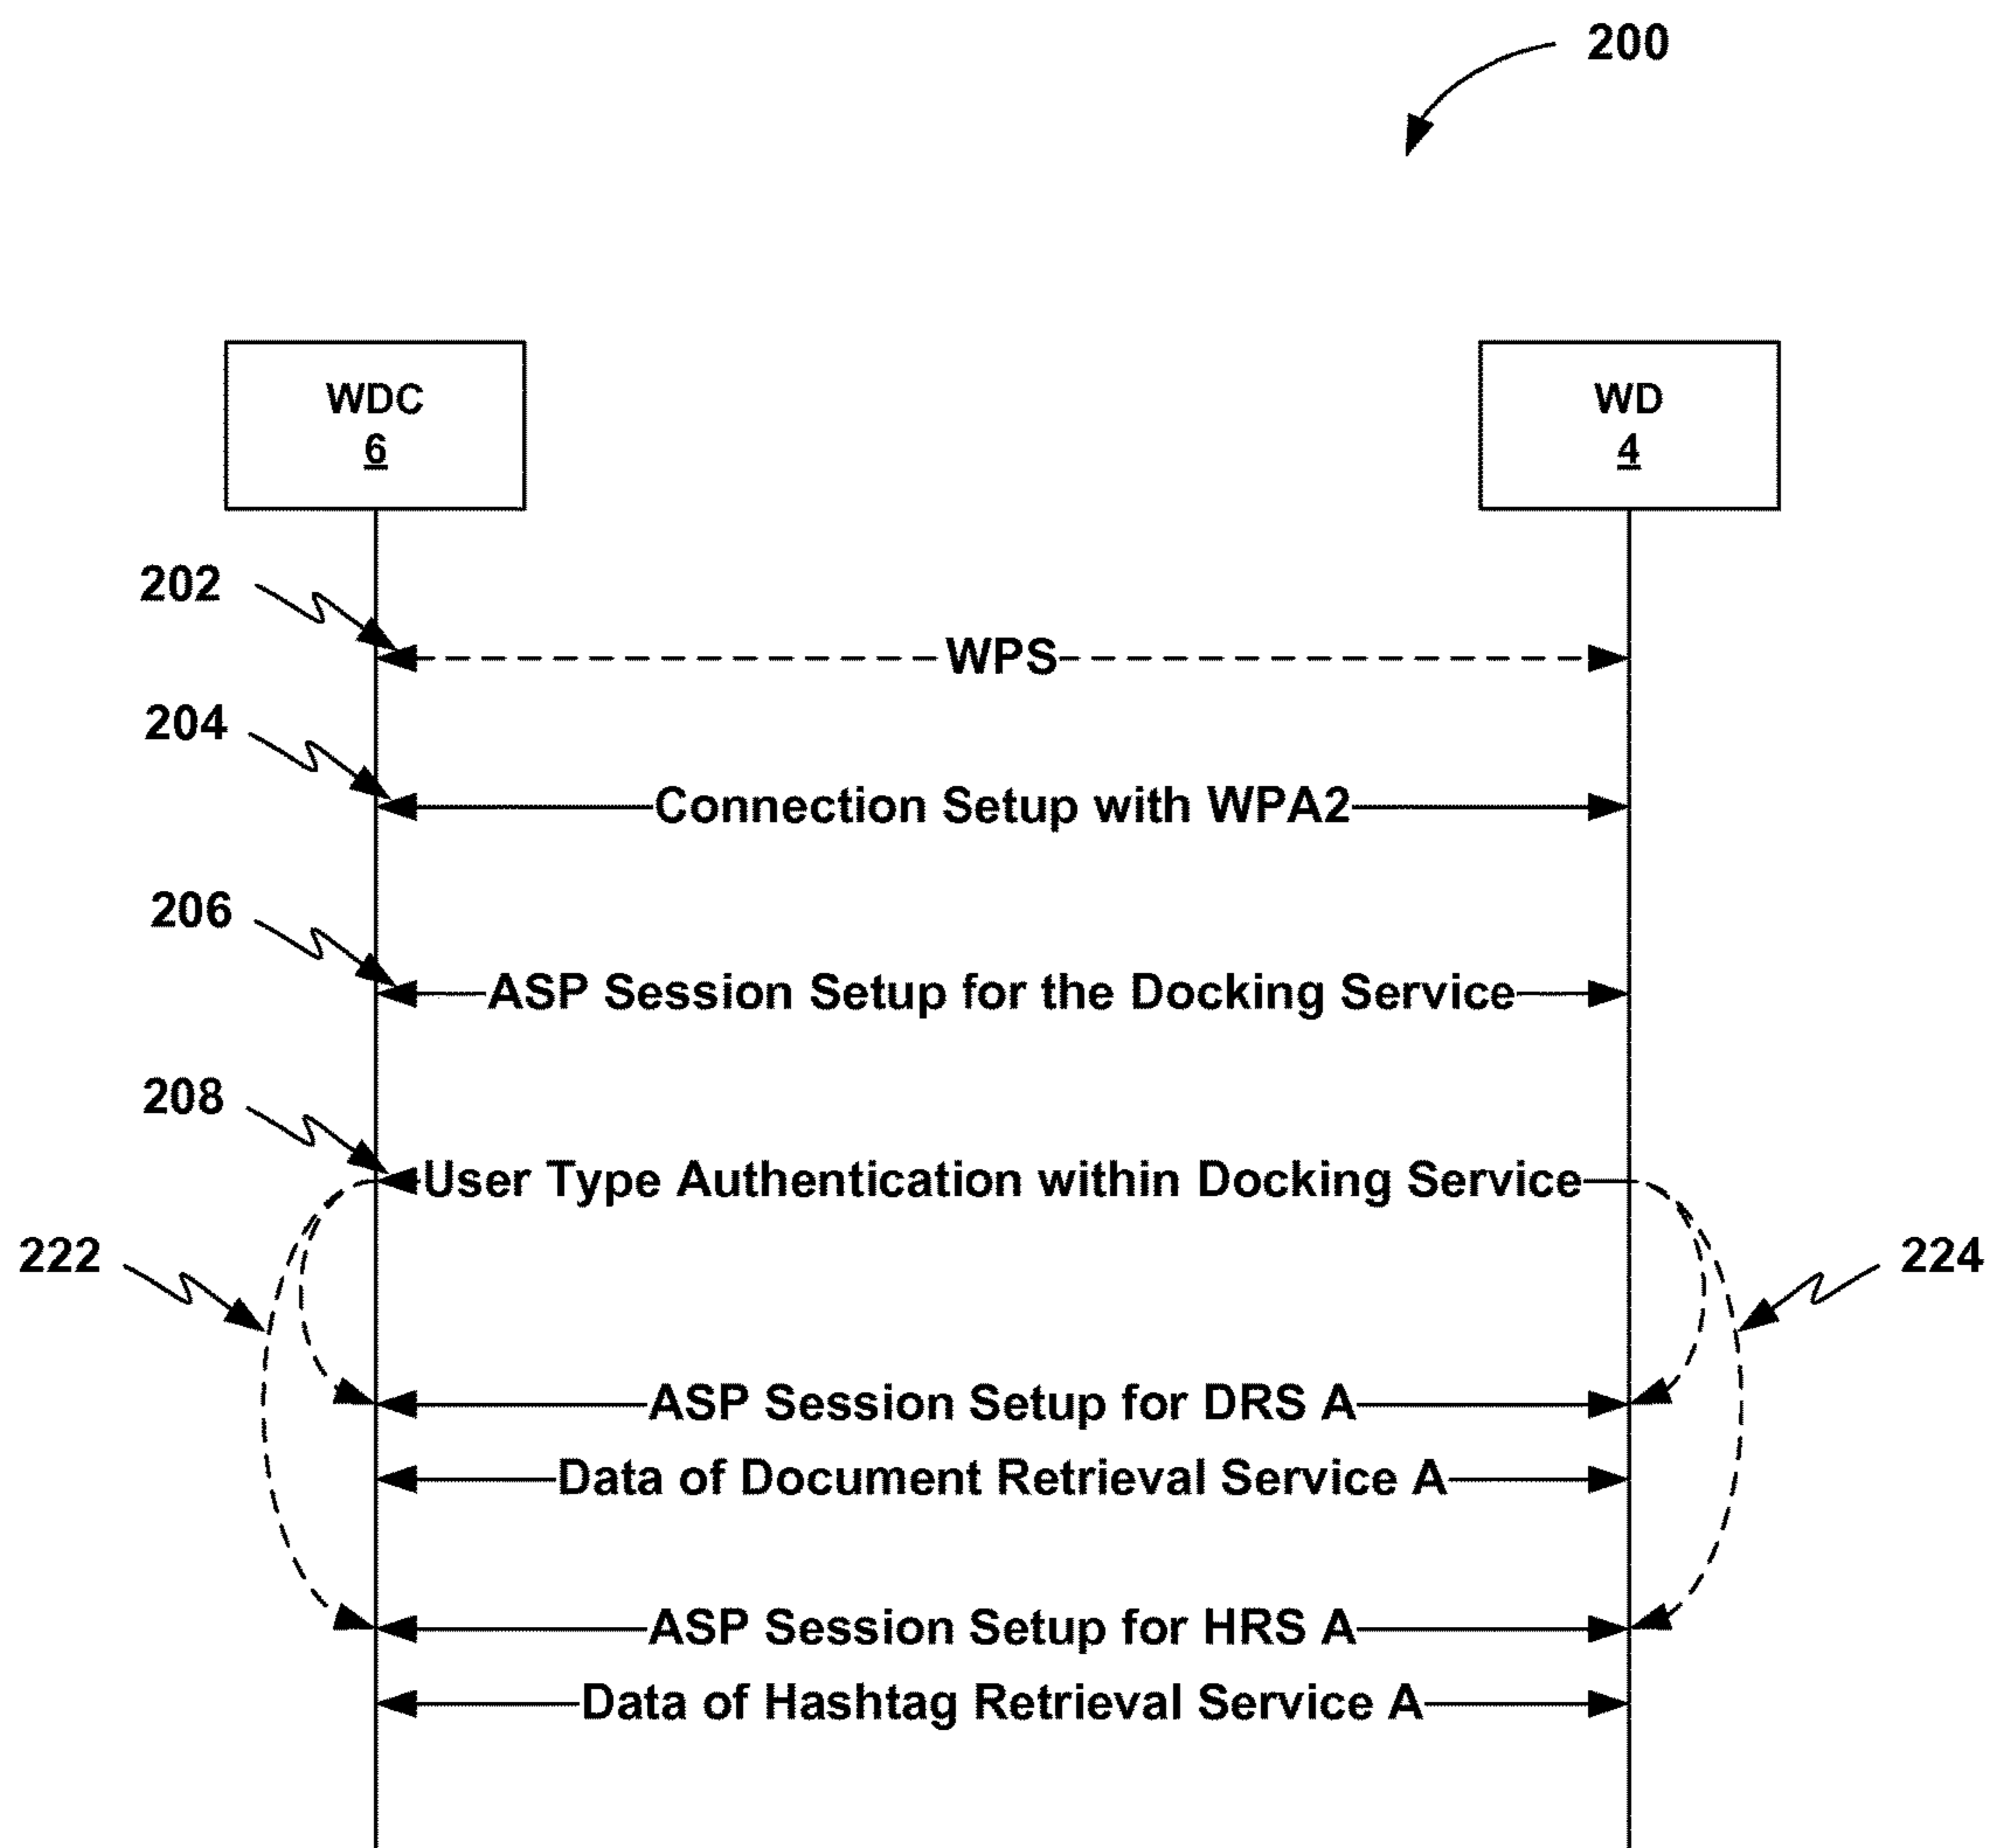 200
WDC
6
WD
4
202
WPS
204
Connection Setup with WPA2
206
ASP Session Setup for the Docking Service
208
User Type Authentication within Docking Service
222
224
ASP Session Setup for DRS A
Data of Document Retrieval Service A
ASP Session Setup for HRS A
Data of Hashtag Retrieval Service A